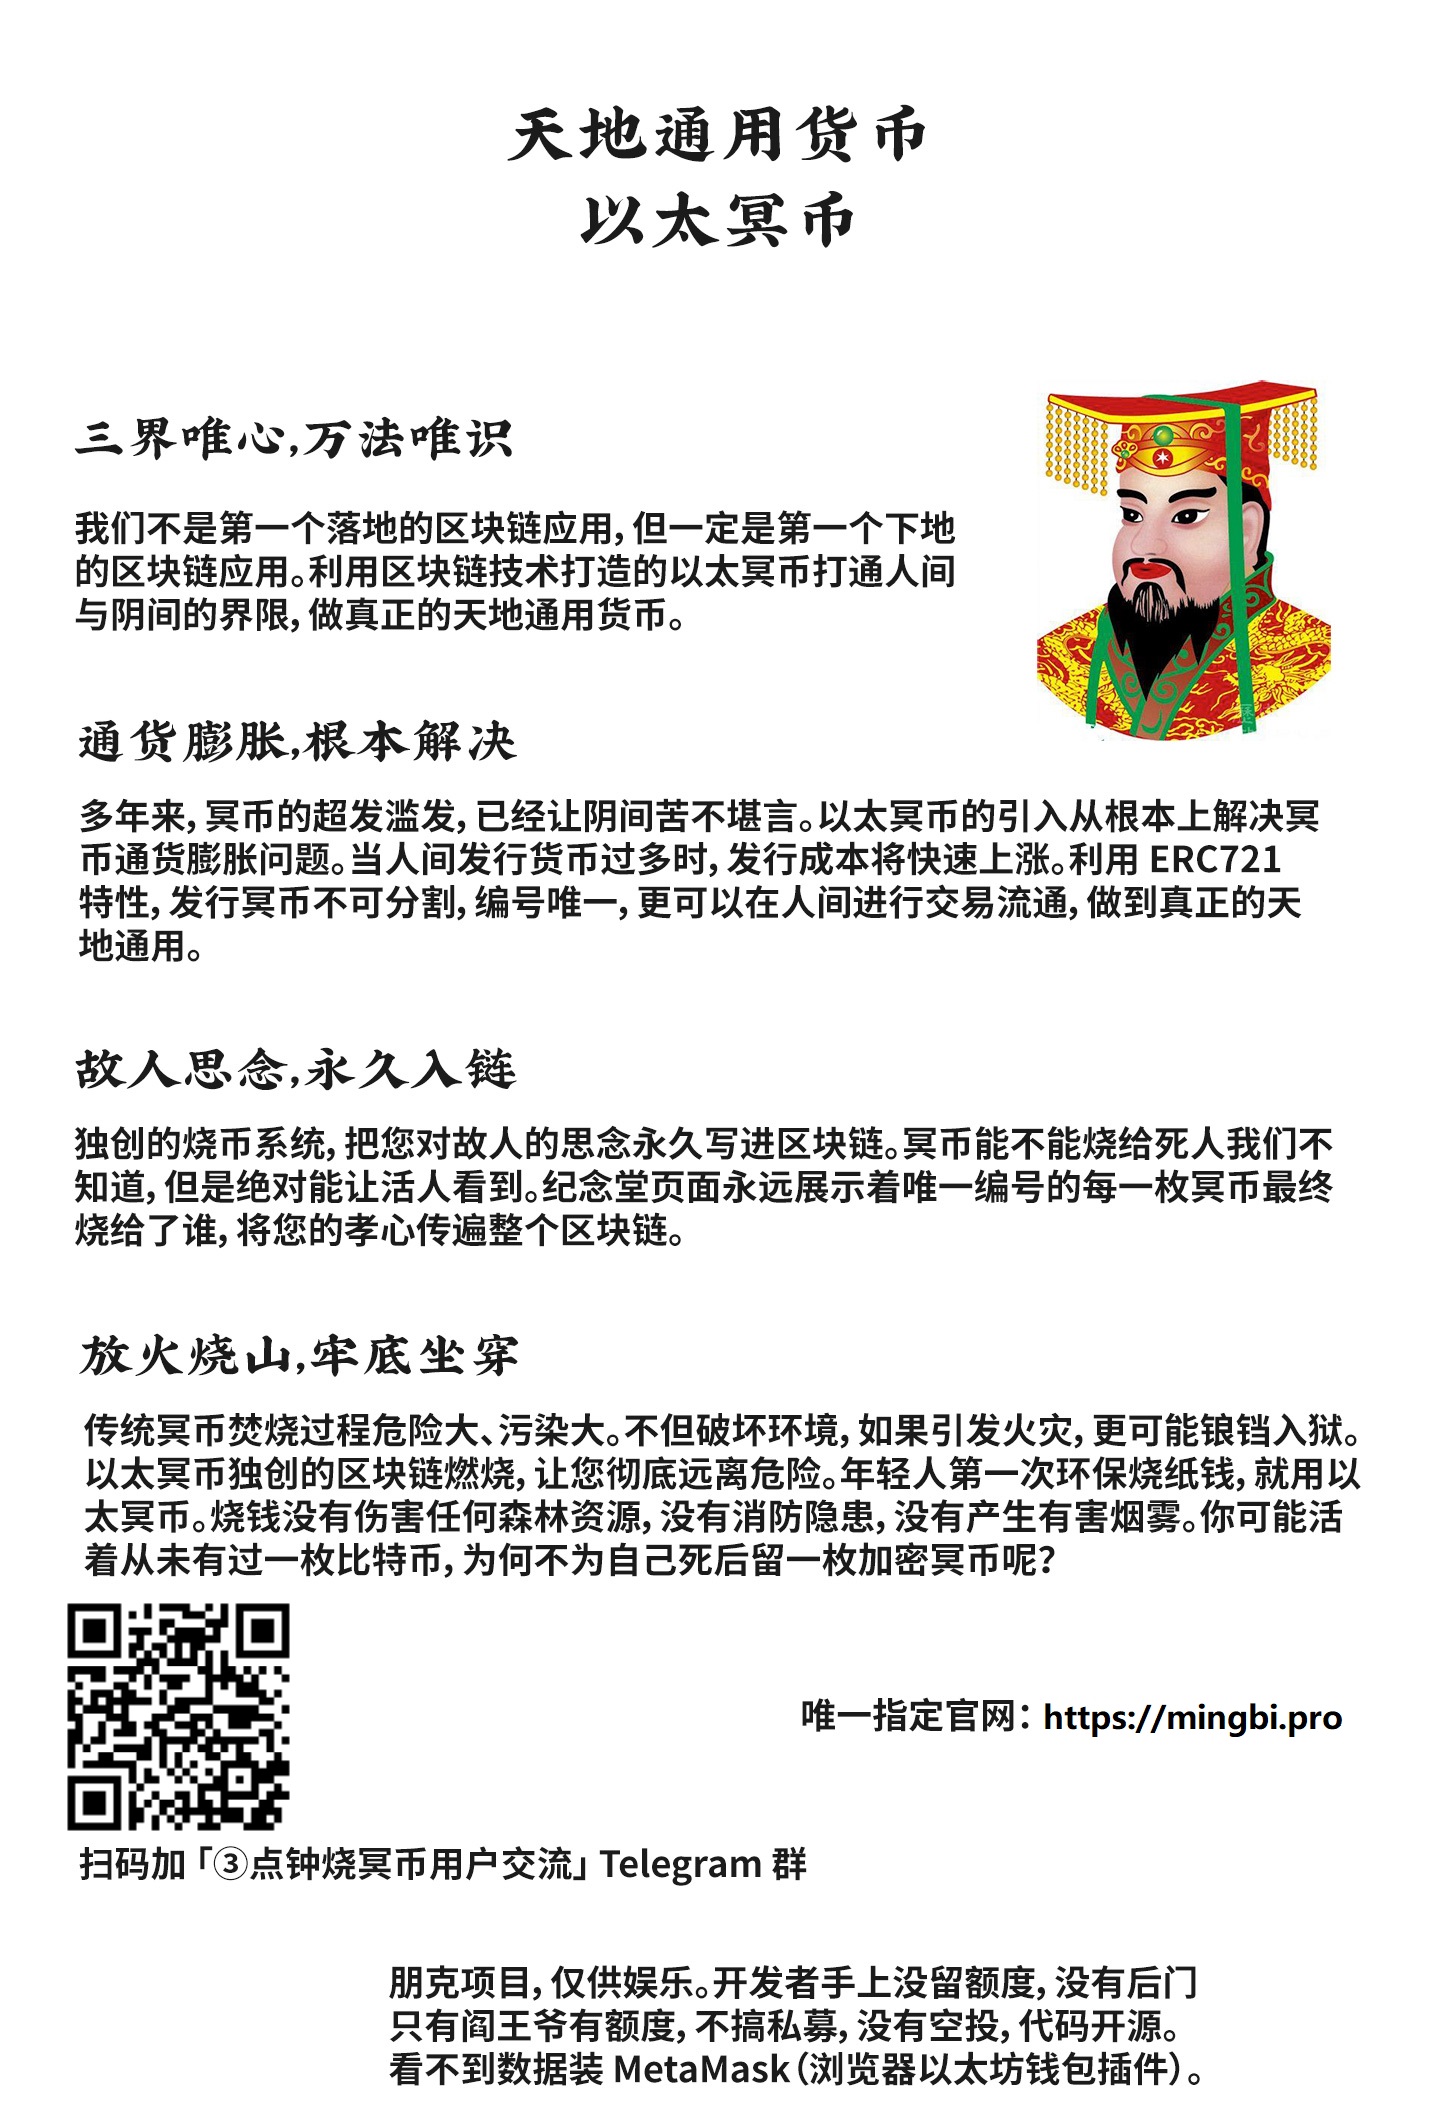 天地通用货币
以太冥币
三界唯心,万法唯识
我们不是第一个落地的区块链应用，但一定是第一个下地
的区块链应用。利用区块链技术打造的以太冥币打通人间
与阴间的界限，做真正的天地通用货币。
通货膨胀,根本解决
多年来，冥币的超发滥发，已经让阴间苦不堪言。以太冥币的引入从根本上解决冥
币通货膨胀问题。当人间发行货币过多时，发行成本将快速上涨。利用 ERC721
特性，发行冥币不可分割，编号唯一，更可以在人间进行交易流通，做到真正的天
地通用。
故人思念,永久入链
独创的烧币系统，把您对故人的思念永久写进区块链。冥币能不能烧给死人我们不
知道，但是绝对能让活人看到。纪念堂页面永远展示着唯一编号的每一枚冥币最终
烧给了谁，将您的孝心传遍整个区块链。
放火烧山,牢底坐穿
传统冥币焚烧过程危险大、污染大。不但破坏环境，如果引发火灾，更可能锒铛入狱。
以太冥币独创的区块链燃烧，让您彻底远离危险。年轻人第一次环保烧纸钱，就用以
太冥币。烧钱没有伤害任何森林资源，没有消防隐患，没有产生有害烟雾。你可能活
着从未有过一枚比特币，为何不为自己死后留一枚加密冥币呢？
唯一指定官网：https://mingbi.pro
扫码加「③点钟烧冥币用户交流」Telegram 群
朋克项目，仅供娱乐。开发者手上没留额度，没有后门
只有阎王爷有额度，不搞私募，没有空投，代码开源。
看不到数据装 MetaMask（浏览器以太坊钱包插件）。